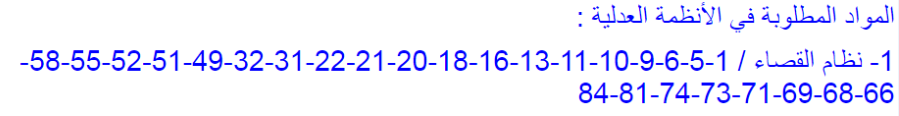 المواد المطلوبة في الأنظمة العدلية :
1- نظام القصاء / 1-5-6-9-10-11-13-16-18-20-21-22-31-32-49-51-52-55-58-
66-68-69-71-73-74-81-84